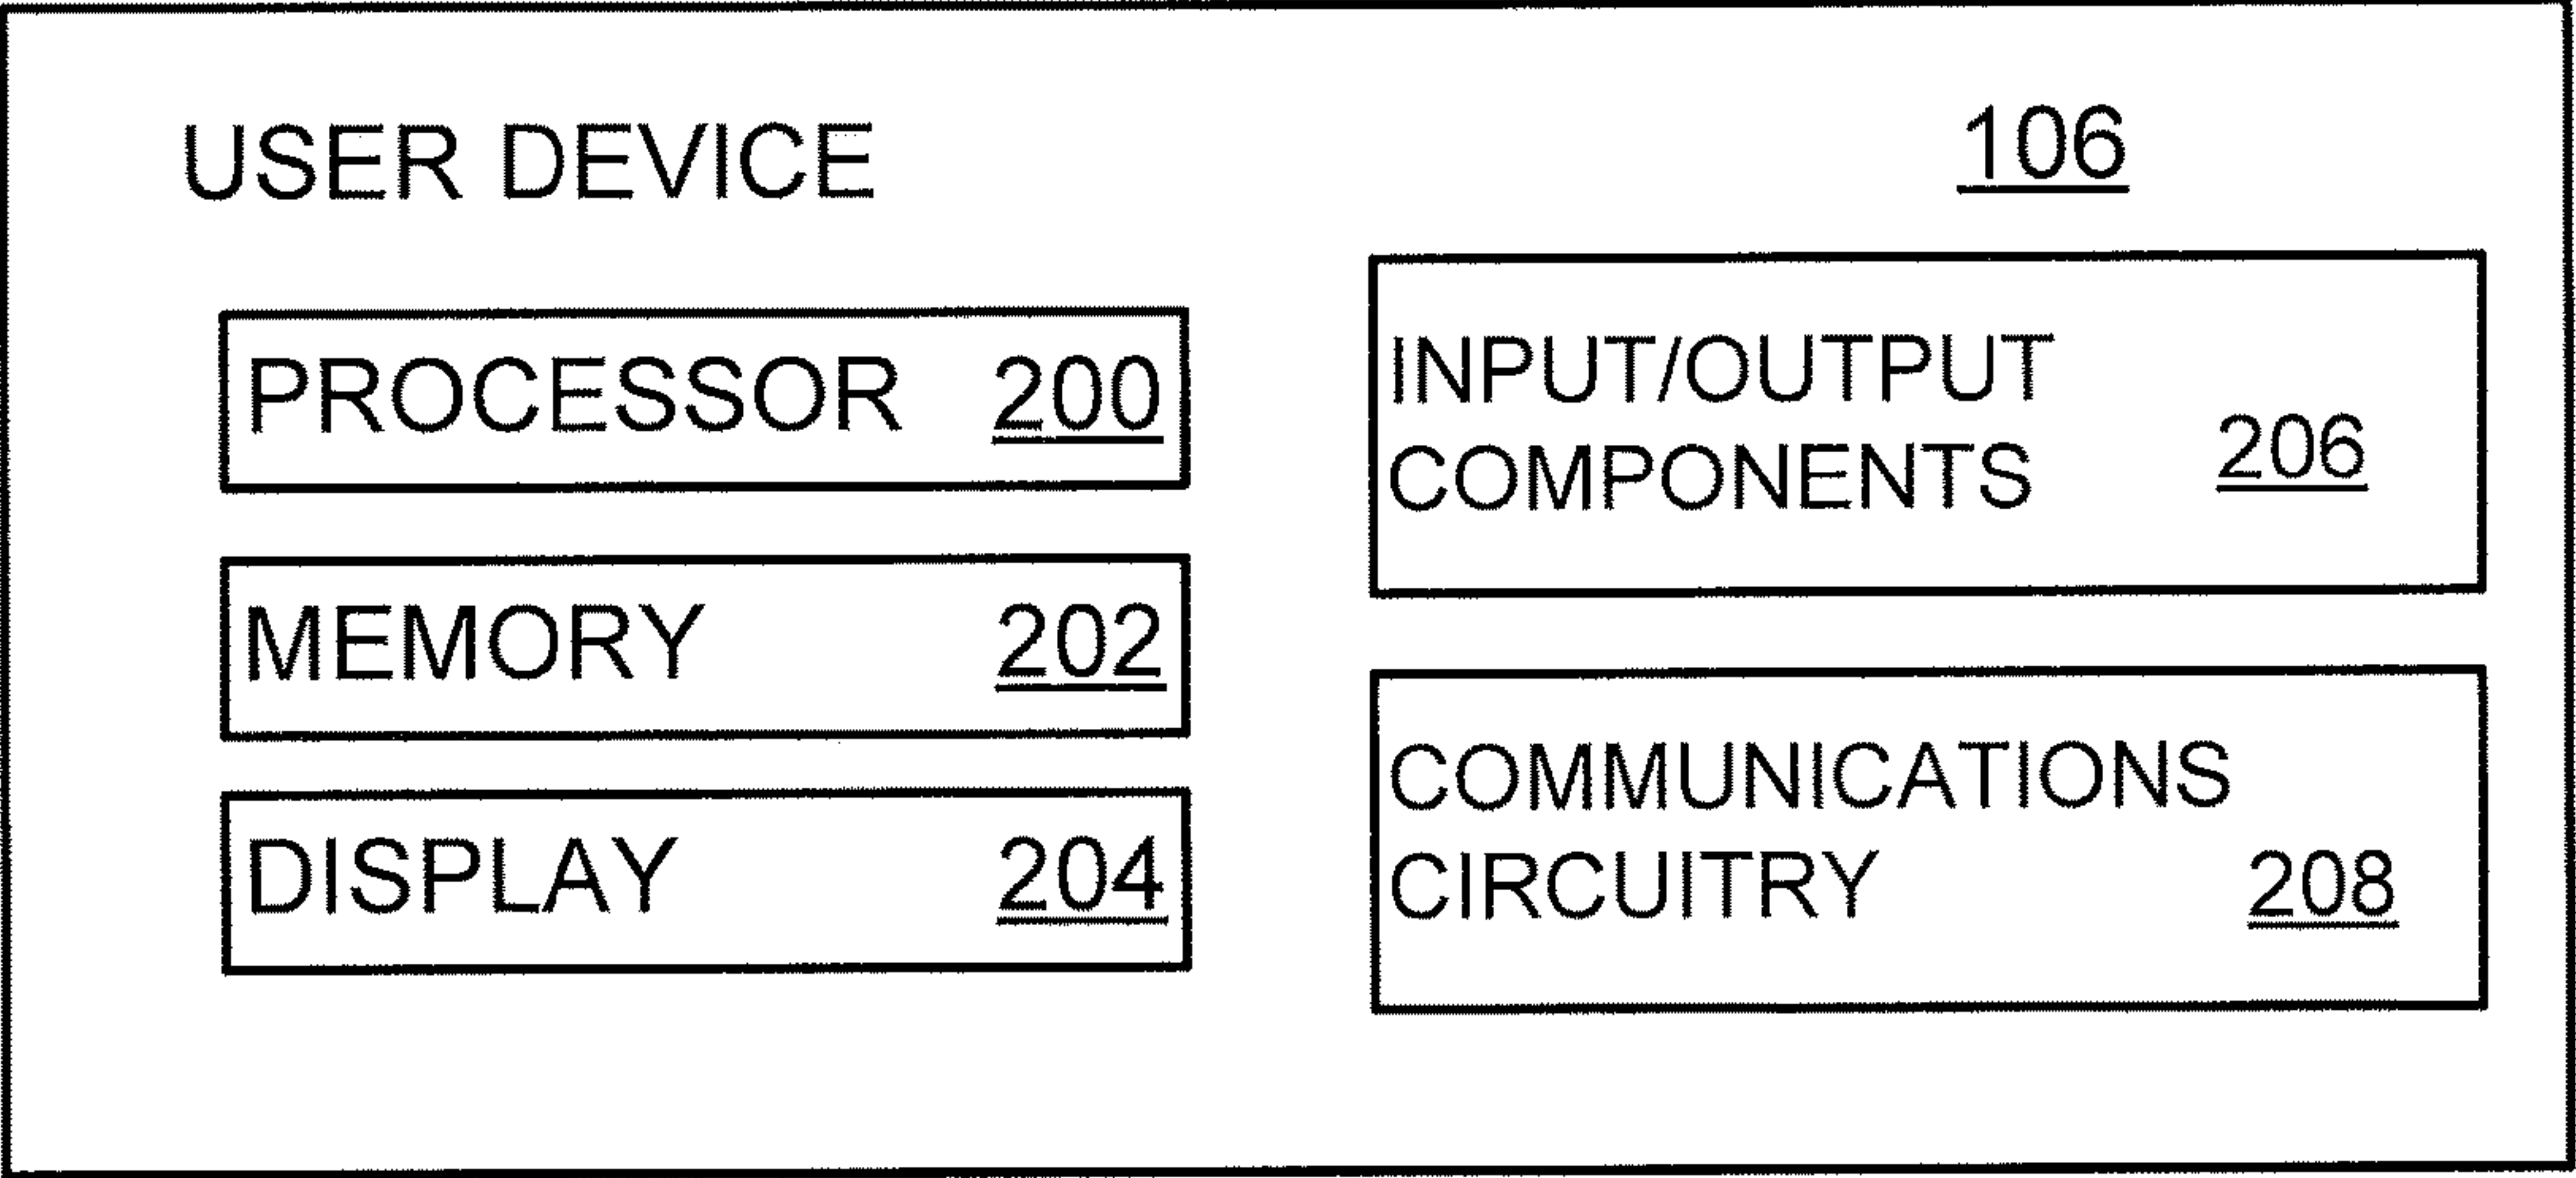 USER DEVICE 106
PROCESSOR 200
MEMORY 202
DISPLAY 204
INPUT/OUTPUT
COMPONENTS 206
COMMUNICATIONS
CIRCUITRY 208